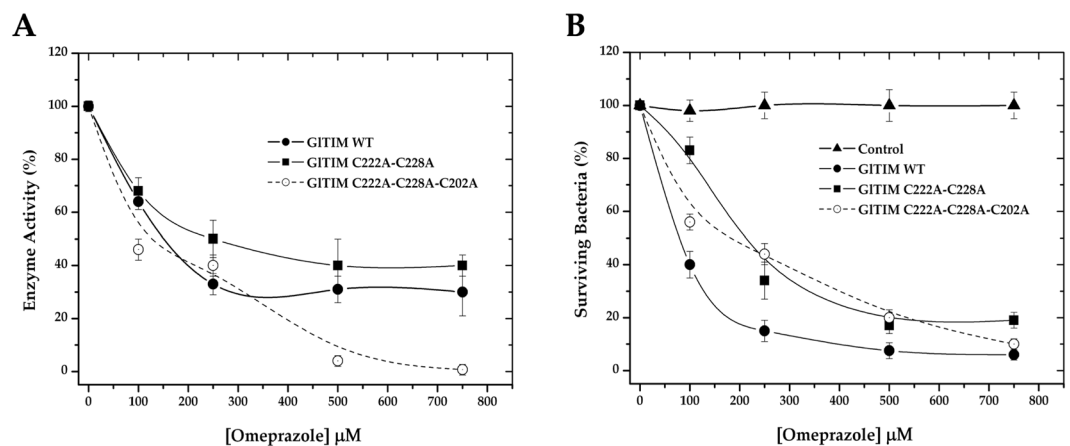 A
120
100
80
60
40
20
0
Enzyme Activity (%)
GlTIM WT
GlTIM C222A-C228A
GlTIM C222A-C228A-C202A
0 100 200 300 400 500 600 700 800
[Omeprazole] µM
B
120
100
80
60
40
20
0
Surviving Bacteria (%)
Control
GlTIM WT
GlTIM C222A-C228A
GlTIM C222A-C228A-C202A
0 100 200 300 400 500 600 700 800
[Omeprazole] µM